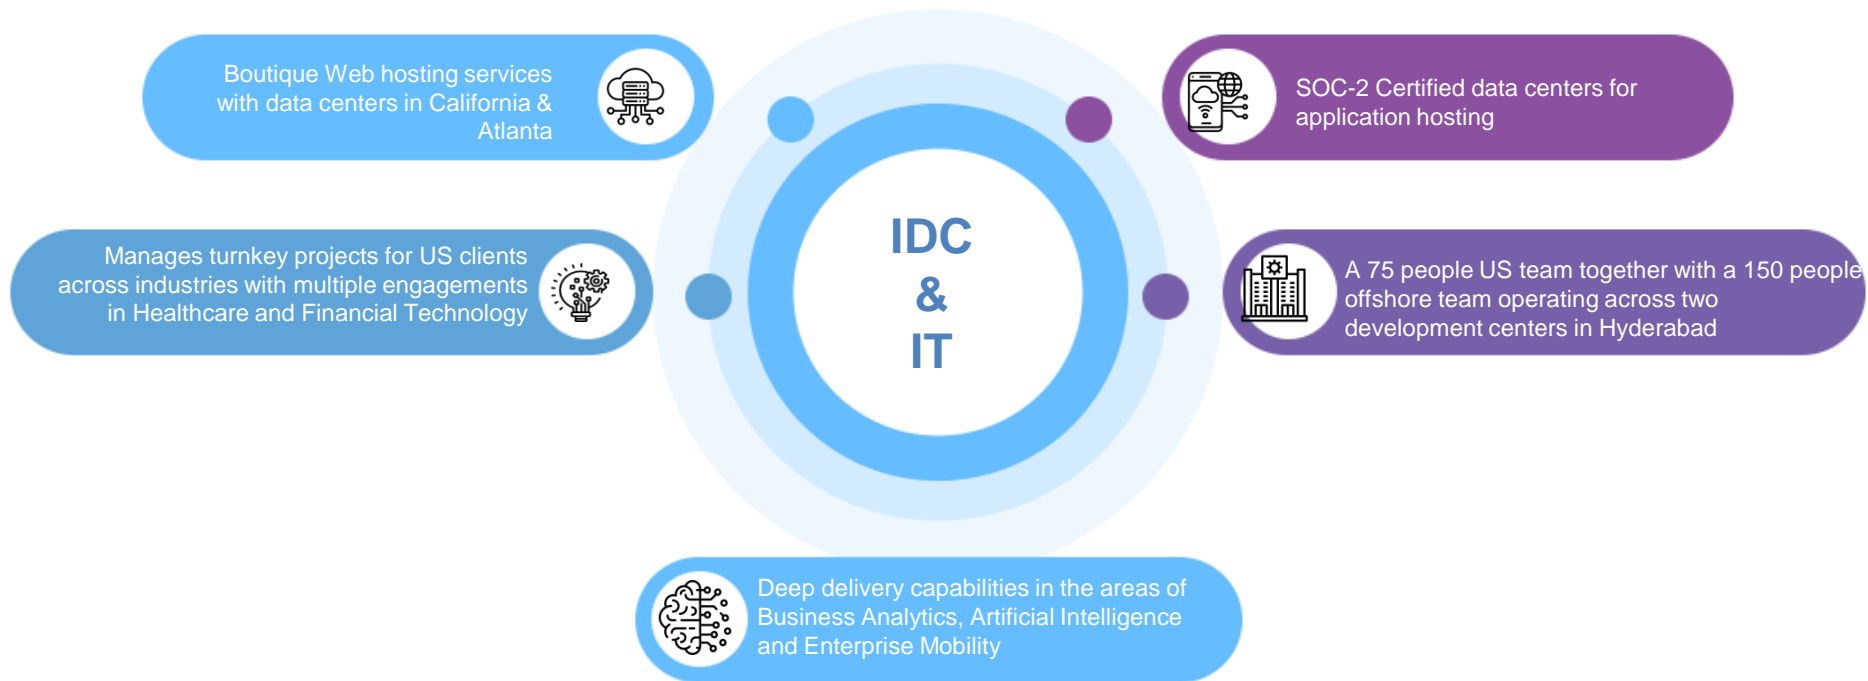 Boutique Web hosting services
with data centers in California &
Atlanta
SOC-2 Certified data centers for
application hosting
Manages turnkey projects for US clients
across industries with multiple engagements
in Healthcare and Financial Technology
IDC
&
IT
A 75 people US team together with a 150 people
offshore team operating across two
development centers in Hyderabad
Deep delivery capabilities in the areas of
Business Analytics, Artificial Intelligence
and Enterprise Mobility